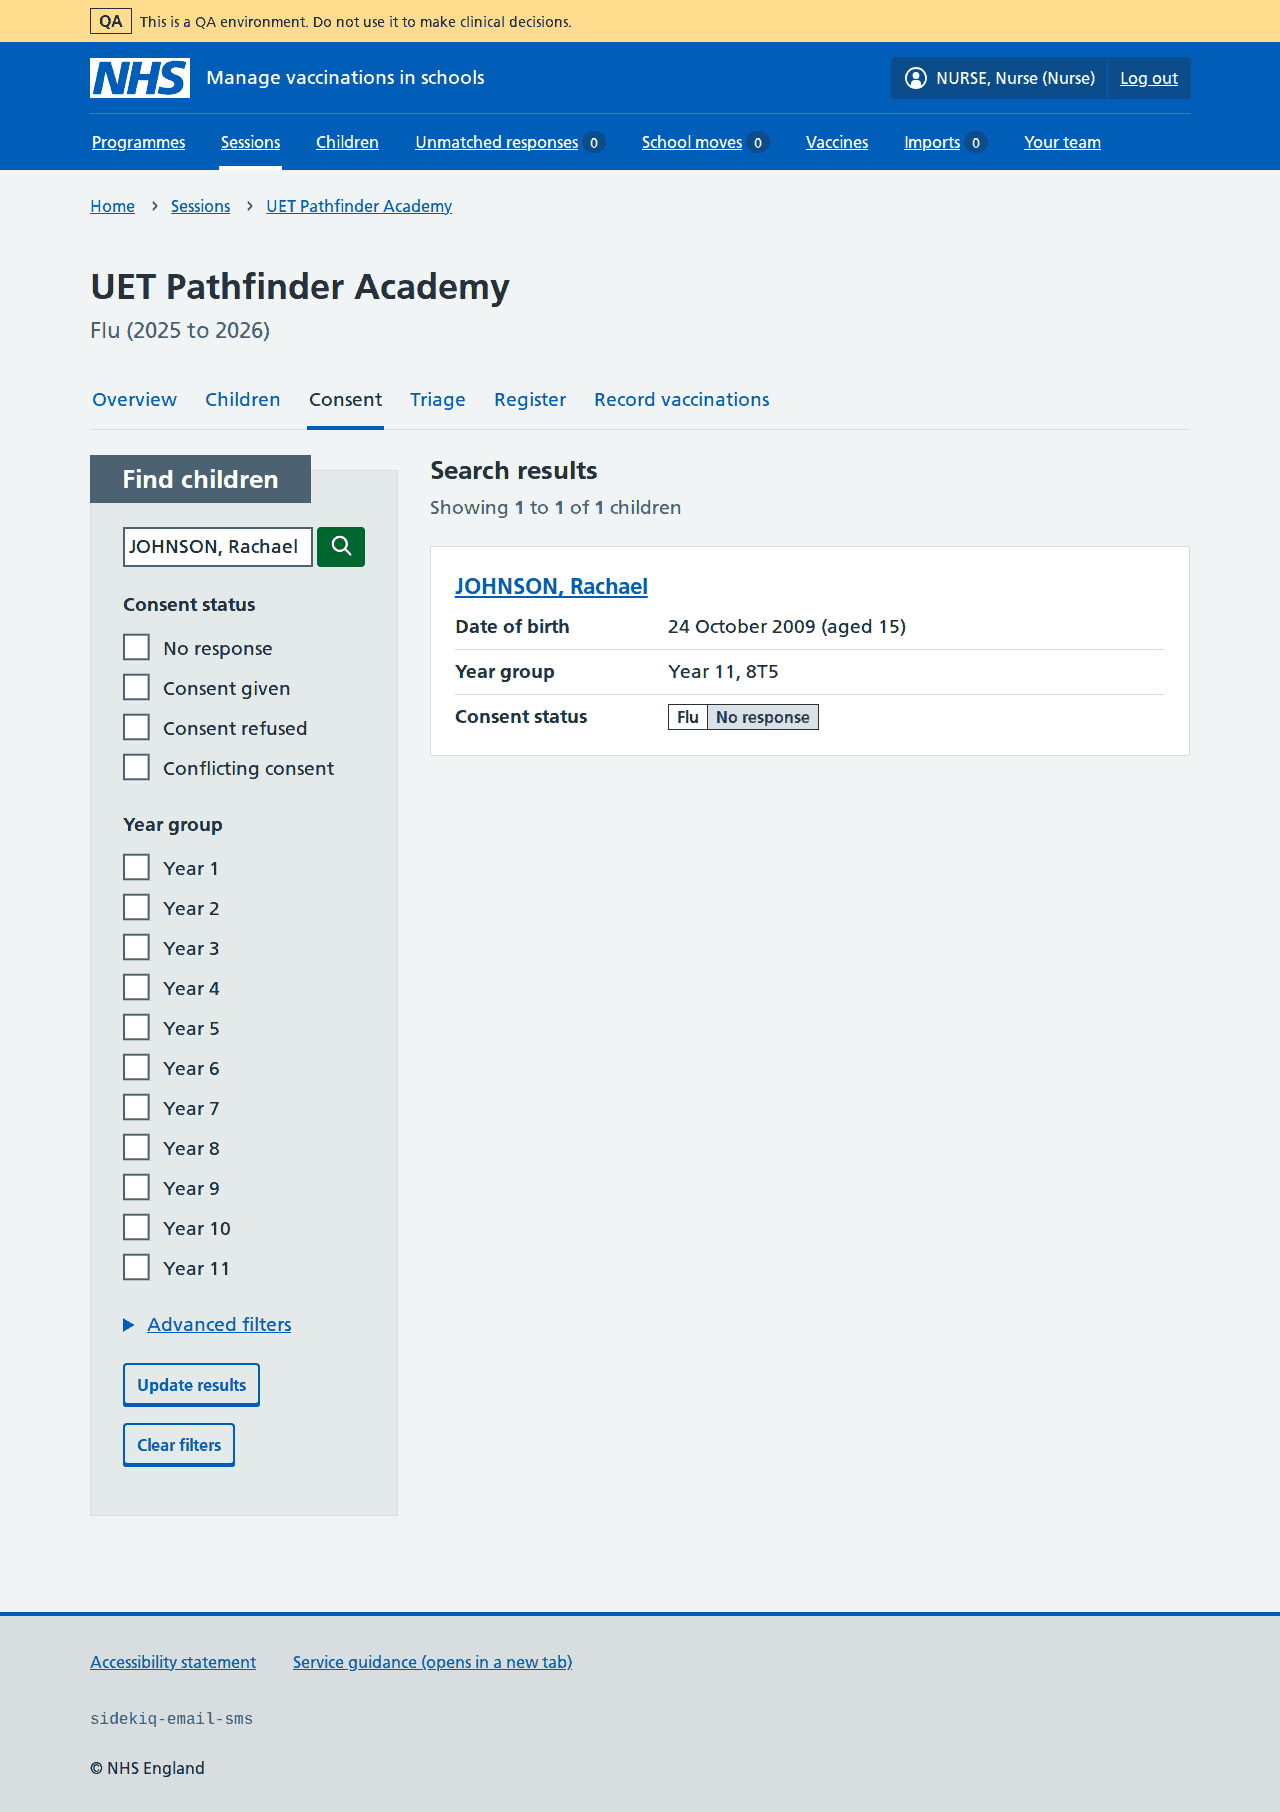 QA This is a QA environment. Do not use it to make clinical decisions.
NHS Manage vaccinations in schools NURSE, Nurse (Nurse) Log out
Programmes Sessions Children Unmatched responses 0 School moves 0 Vaccines Imports 0 Your team
Home › Sessions › UET Pathfinder Academy
UET Pathfinder Academy
Flu (2025 to 2026)
Overview Children Consent Triage Register Record vaccinations
Find children
JOHNSON, Rachael
Consent status
No response
Consent given
Consent refused
Conflicting consent
Year group
Year 1
Year 2
Year 3
Year 4
Year 5
Year 6
Year 7
Year 8
Year 9
Year 10
Year 11
Advanced filters
Update results
Clear filters
Search results
Showing 1 to 1 of 1 children
JOHNSON, Rachael
Date of birth 24 October 2009 (aged 15)
Year group Year 11, 8T5
Consent status Flu No response
Accessibility statement Service guidance (opens in a new tab)
sidekiq-email-sms
© NHS England